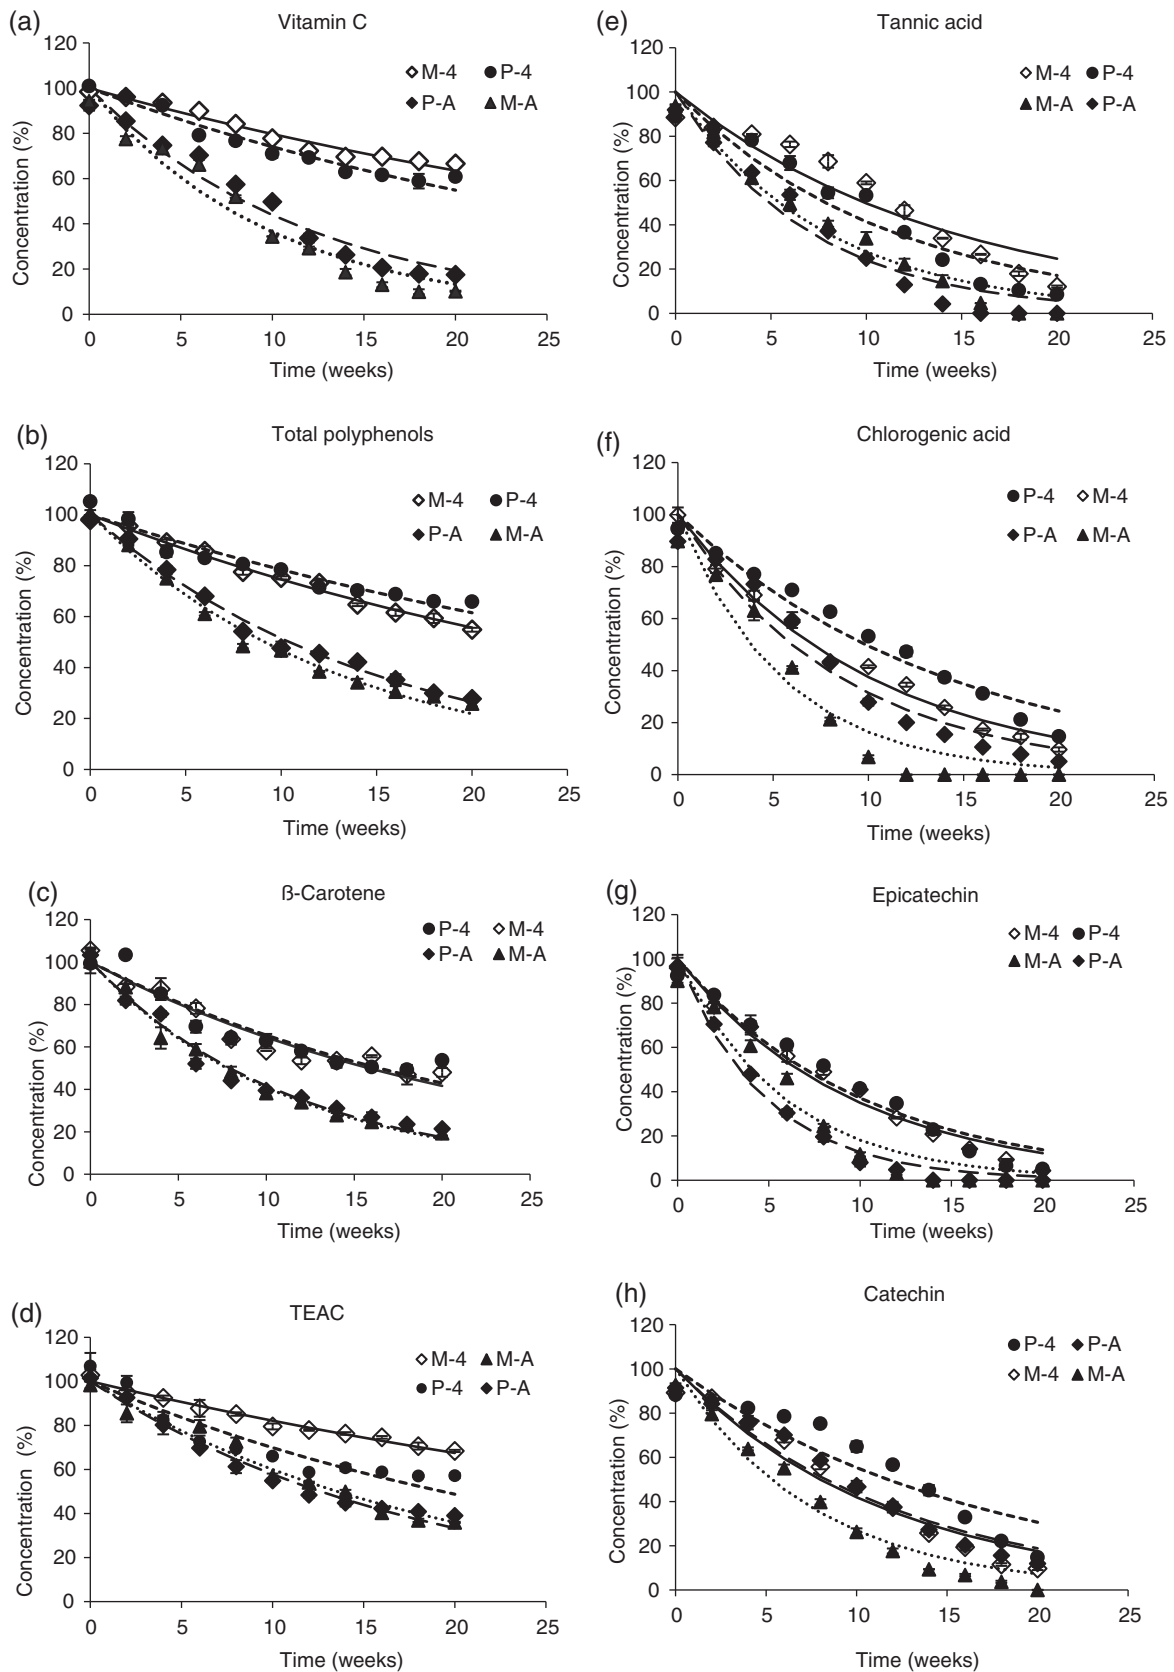 (a)
Vitamin C
120
100
80
60
40
20
0
Concentration (%)
M-4 P-4
P-A M-A
0 5 10 15 20 25
Time (weeks)
(b)
Total polyphenols
120
100
80
60
40
20
0
Concentration (%)
M-4 P-4
P-A M-A
0 5 10 15 20 25
Time (weeks)
(c)
ß-Carotene
120
100
80
60
40
20
0
Concentration (%)
P-4 M-4
P-A M-A
0 5 10 15 20 25
Time (weeks)
(d)
TEAC
120
100
80
60
40
20
0
Concentration (%)
M-4 M-A
P-4 P-A
0 5 10 15 20 25
Time (weeks)
(e)
Tannic acid
120
100
80
60
40
20
0
Concentration (%)
M-4 P-4
M-A P-A
0 5 10 15 20 25
Time (weeks)
(f)
Chlorogenic acid
120
100
80
60
40
20
0
Concentration (%)
P-4 M-4
P-A M-A
0 5 10 15 20 25
Time (weeks)
(g)
Epicatechin
120
100
80
60
40
20
0
Concentration (%)
M-4 P-4
M-A P-A
0 5 10 15 20 25
Time (weeks)
(h)
Catechin
120
100
80
60
40
20
0
Concentration (%)
P-4 P-A
M-4 M-A
0 5 10 15 20 25
Time (weeks)